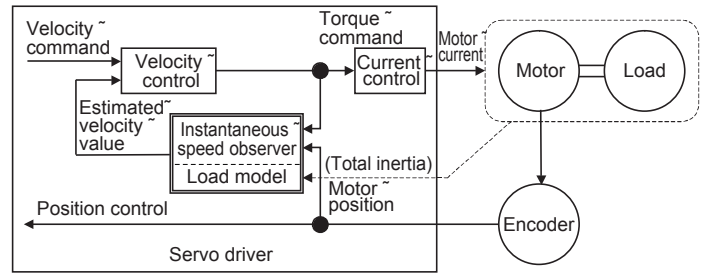 Velocity ˜
command
Velocity ˜
control
Torque ˜
command
Current ˜
control
Motor ˜
current
Motor
Load
Estimated ˜
velocity ˜
value
Instantaneous ˜
speed observer
Load model
(Total inertia)
Motor ˜
position
Position control
Encoder
Servo driver